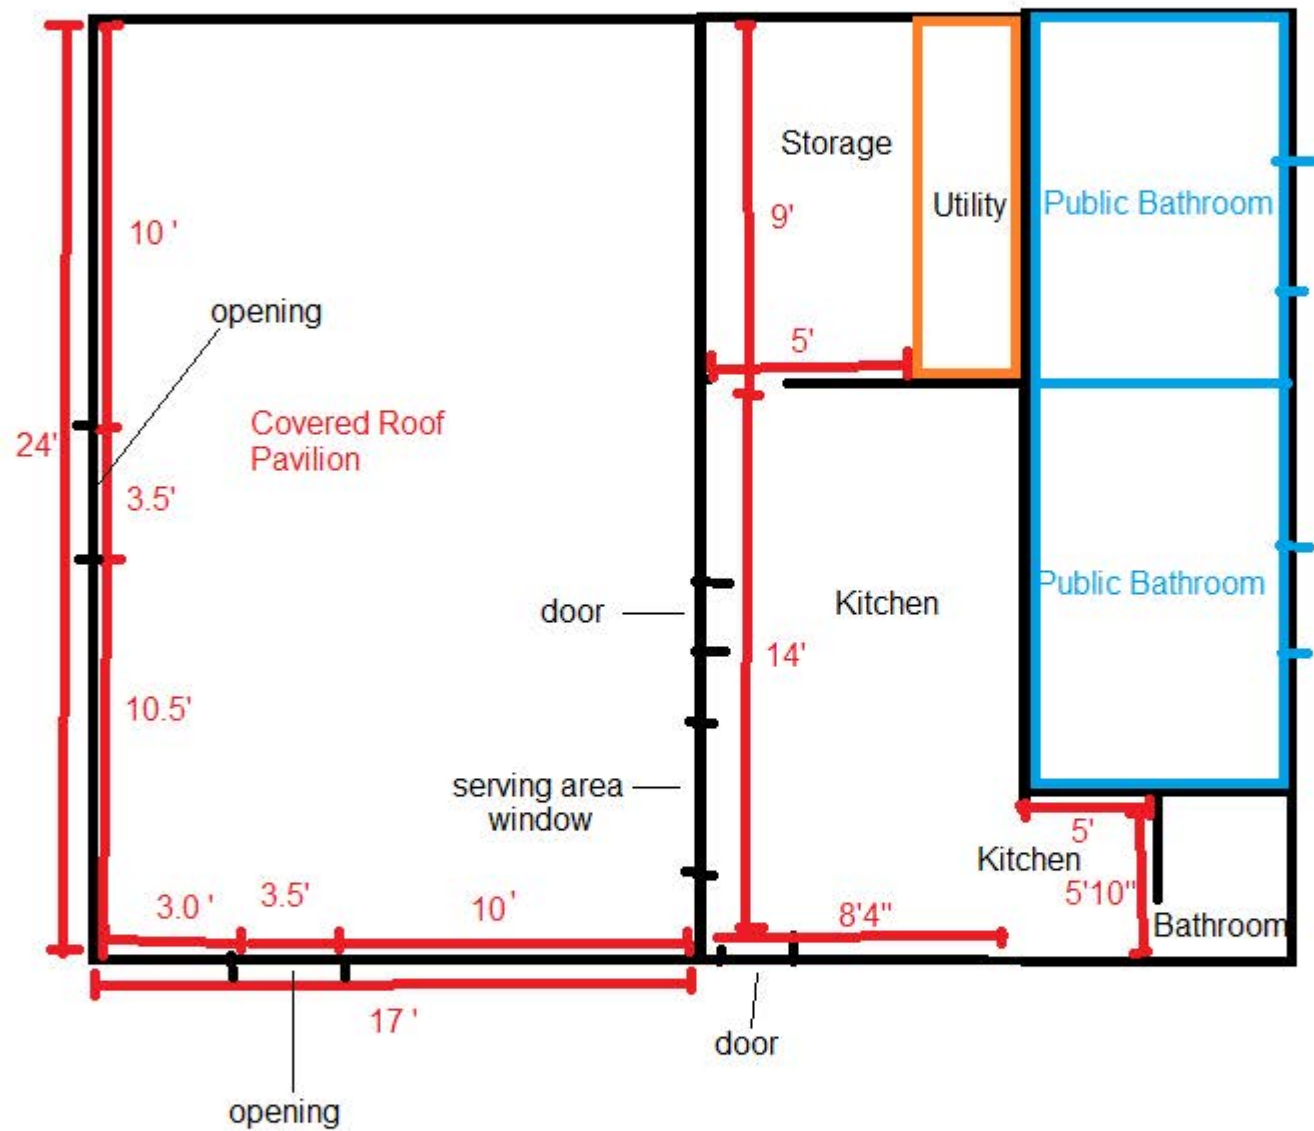 Storage
Utility
Public Bathroom
9'
10 '
opening
5'
Covered Roof
Pavilion
24'
3.5'
door
Kitchen
Public Bathroom
14'
10.5'
serving area
window
5'
Kitchen
3.0 '
3.5'
10'
8'4"
5'10"
Bathroom
17 '
door
opening